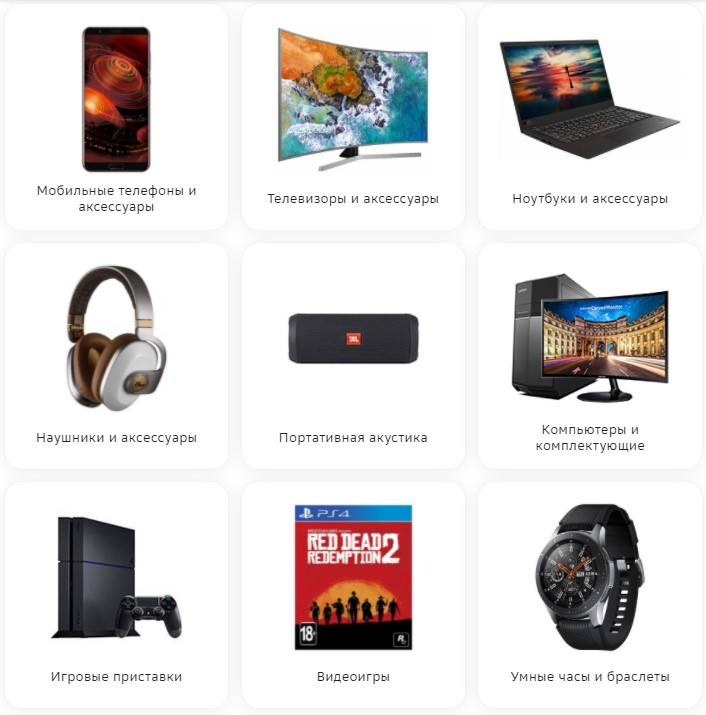 Мобильные телефоны и
аксессуары
Телевизоры и аксессуары
Ноутбуки и аксессуары
JBL
Наушники и аксессуары
Портативная акустика
Компьютеры и
комплектующие
PS4
RED DEAD
REDEMPTION 2
18+
R
Игровые приставки
Видеоигры
Умные часы и браслеты